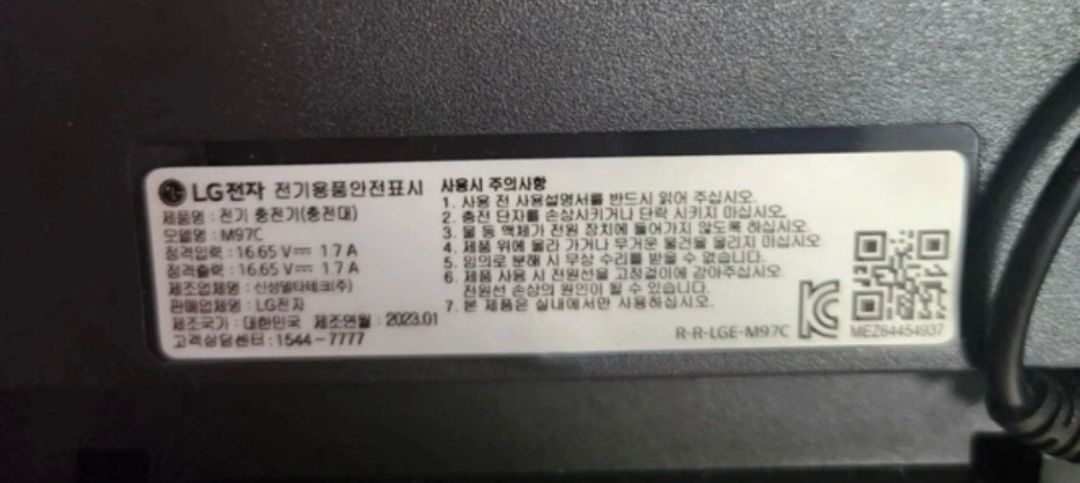 LG전자 전기용품안전표시
제품명 : 전기 충전기(충전대)
모델명 : M97C
정격입력 : 16.65 V⎓ 1.7 A
정격출력 : 16.65 V⎓ 1.7 A
제조업체명 : 신성델타테크(주)
판매업체명 : LG전자
제조국가 : 대한민국 제조연월 : 2023.01
고객상담센터 : 1544-7777
사용시 주의사항
1. 사용 전 사용설명서를 반드시 읽어 주십시오.
2. 충전 단자를 손상시키거나 단락 시키지 마십시오.
3. 물 등 액체가 전원 장치에 들어가지 않도록 하십시오.
4. 제품 위에 올라 가거나 무거운 물건을 올리지 마십시오.
5. 임의로 분해 시 무상 수리를 받을 수 없습니다.
6. 제품 사용 시 전원선을 고정걸이에 감아주십시오.
전원선 손상의 원인이 될 수 있습니다.
7. 본 제품은 실내에서만 사용하십시오.
R-R-LGE-M97C
KC
MEZ64454937